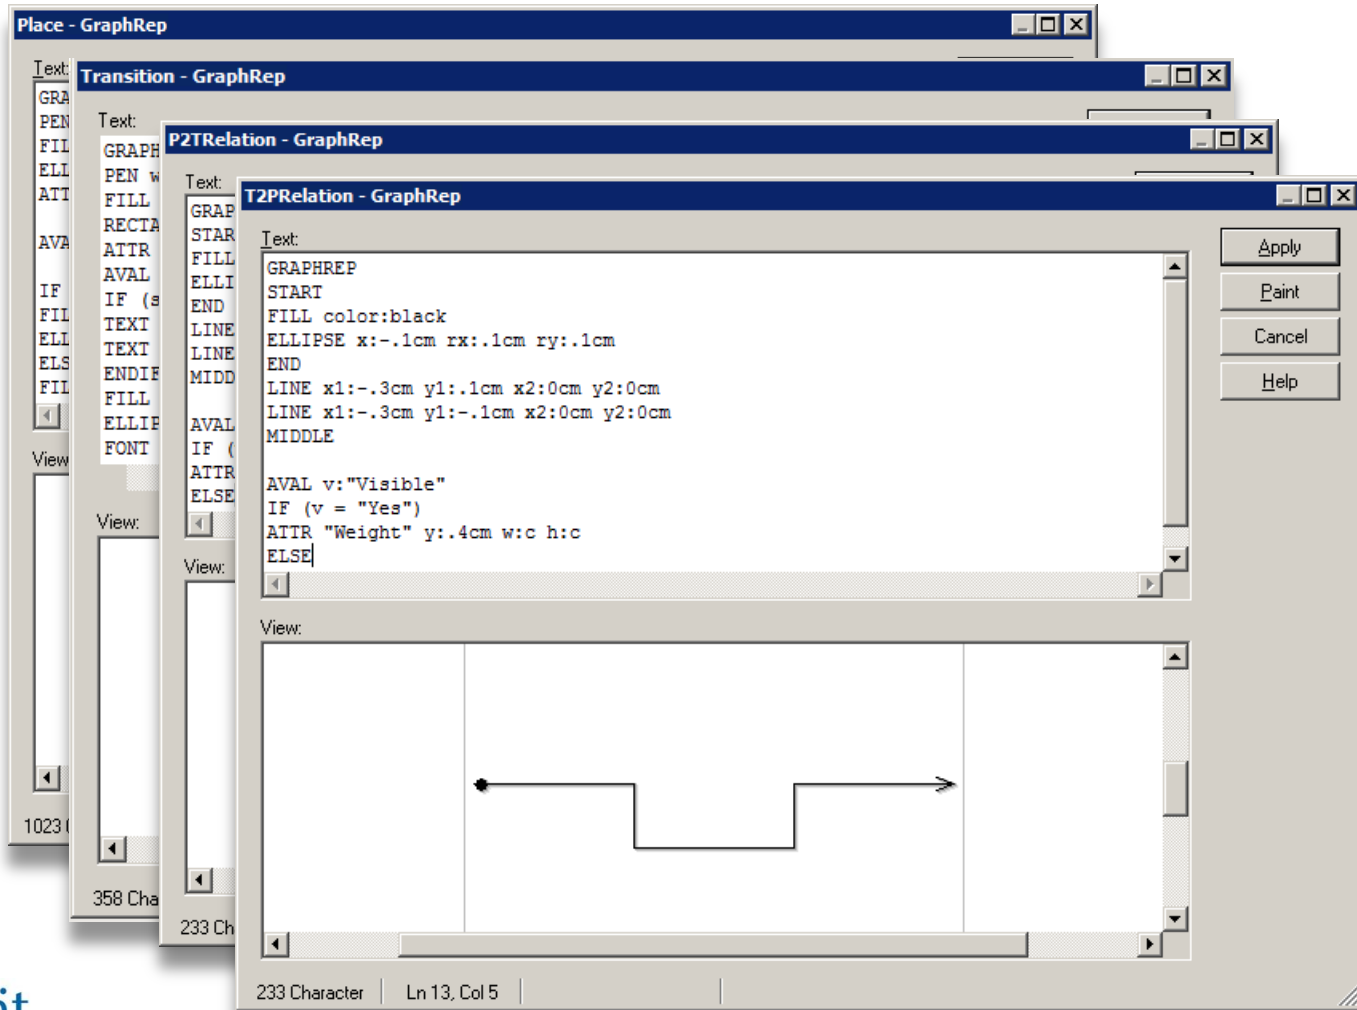 Place - GraphRep
Text:
GRA
PEN
FIL
ELL
ATT
AVA
IF
FIL
ELL
ELS
FIL
View
1023
Transition - GraphRep
Text:
GRAPH
PEN w
FILL
RECTA
ATTR
AVAL
IF (s
TEXT
TEXT
ENDIF
FILL
ELLIP
FONT
View:
358 Cha
P2TRelation - GraphRep
Text:
GRAP
STAR
FILL
ELLI
END
LINE
LINE
MIDD
AVAL
IF (
ATTR
ELSE
View:
233 Ch
T2PRelation - GraphRep
Text:
GRAPHREP
START
FILL color:black
ELLIPSE x:-.1cm rx:.1cm ry:.1cm
END
LINE x1:-.3cm y1:.1cm x2:0cm y2:0cm
LINE x1:-.3cm y1:-.1cm x2:0cm y2:0cm
MIDDLE
AVAL v:"Visible"
IF (v = "Yes")
ATTR "Weight" y:.4cm w:c h:c
ELSE
Apply
Paint
Cancel
Help
View:
233 Character
Ln 13, Col 5